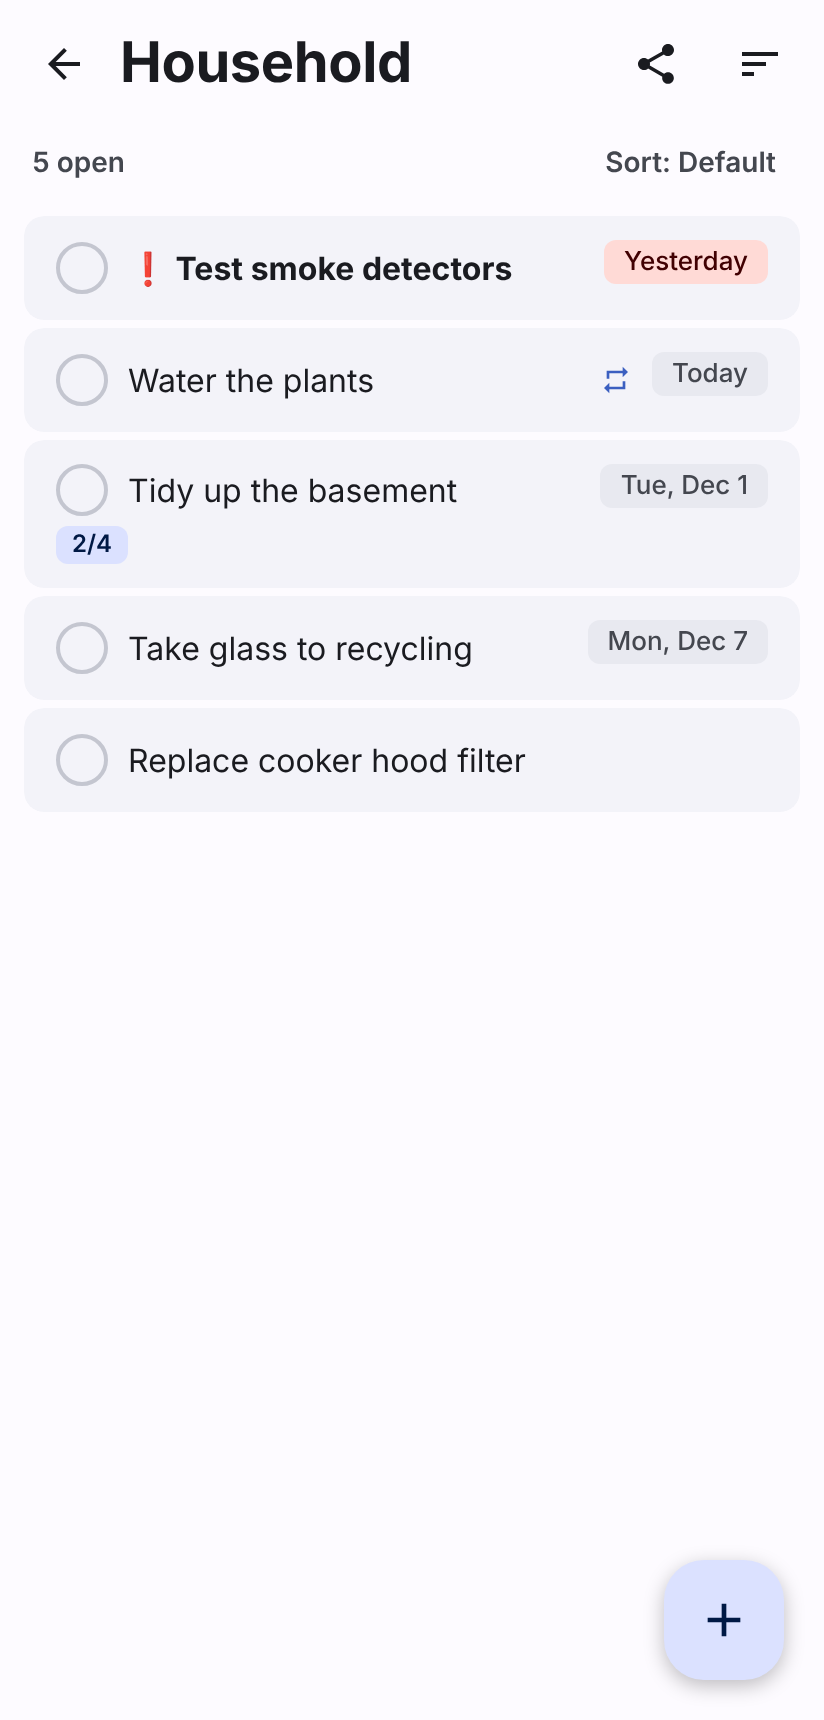 Household
5 open
Sort: Default
❗ Test smoke detectors
Yesterday
Water the plants
Today
Tidy up the basement
Tue, Dec 1
2/4
Take glass to recycling
Mon, Dec 7
Replace cooker hood filter